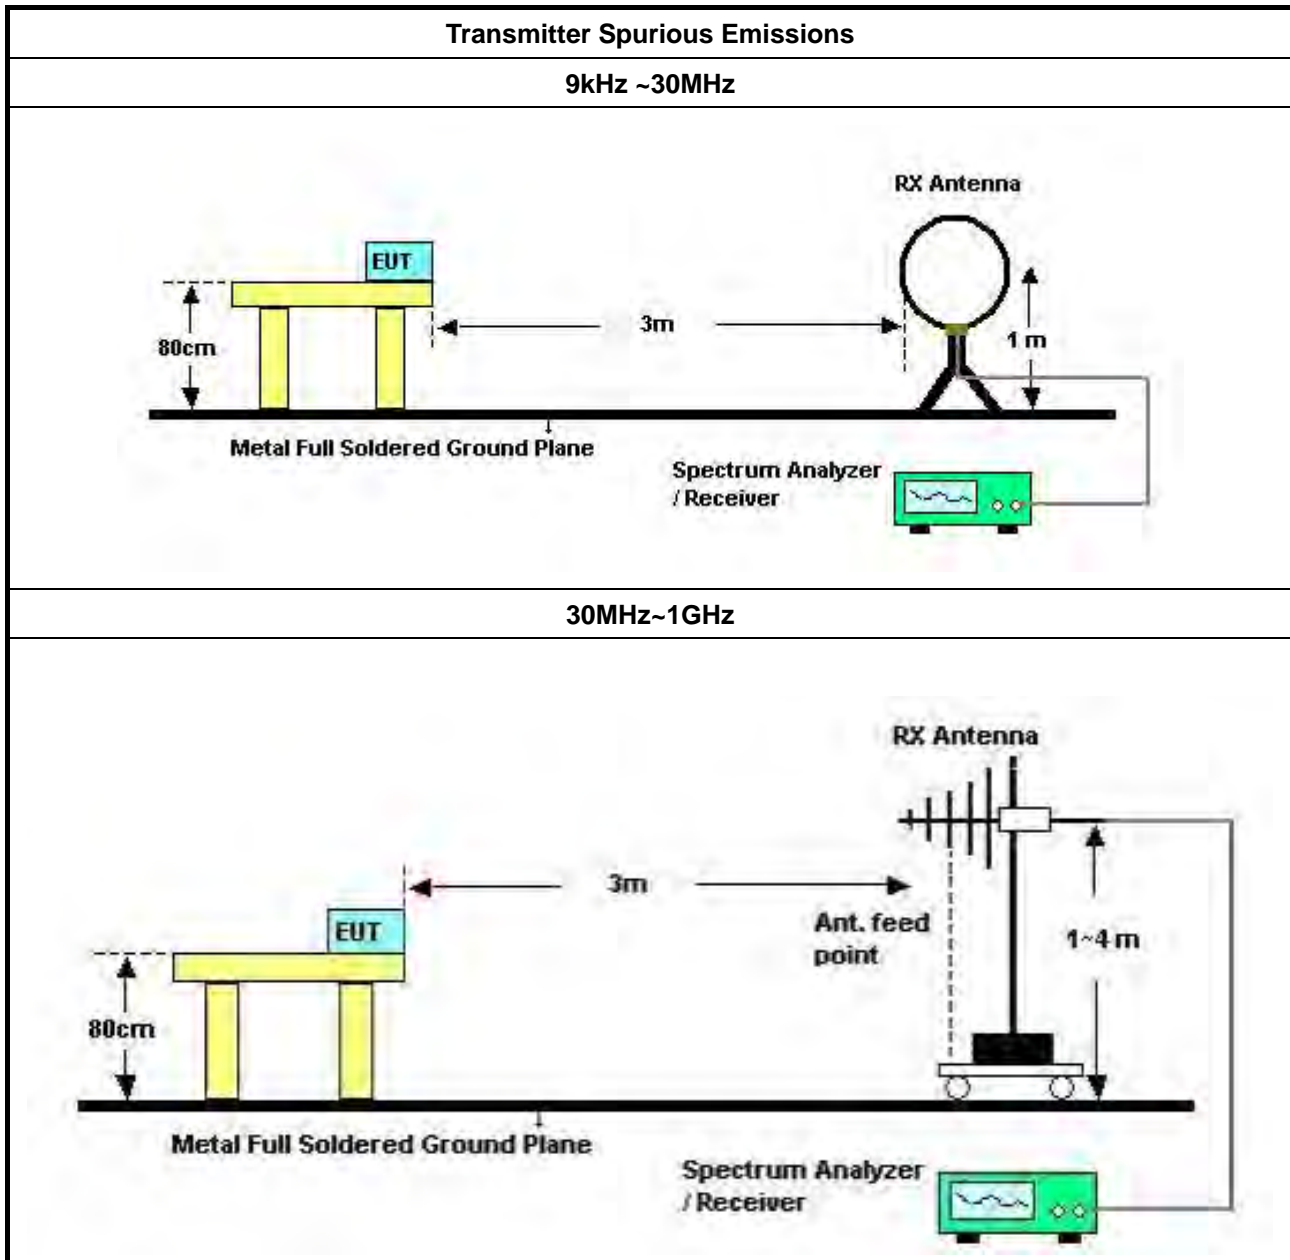 Transmitter Spurious Emissions
9kHz ~30MHz
RX Antenna
EUT
3m
80cm
1 m
Metal Full Soldered Ground Plane
Spectrum Analyzer
/ Receiver
30MHz~1GHz
RX Antenna
3m
EUT
Ant. feed
point
1~4 m
80cm
Metal Full Soldered Ground Plane
Spectrum Analyzer
/ Receiver